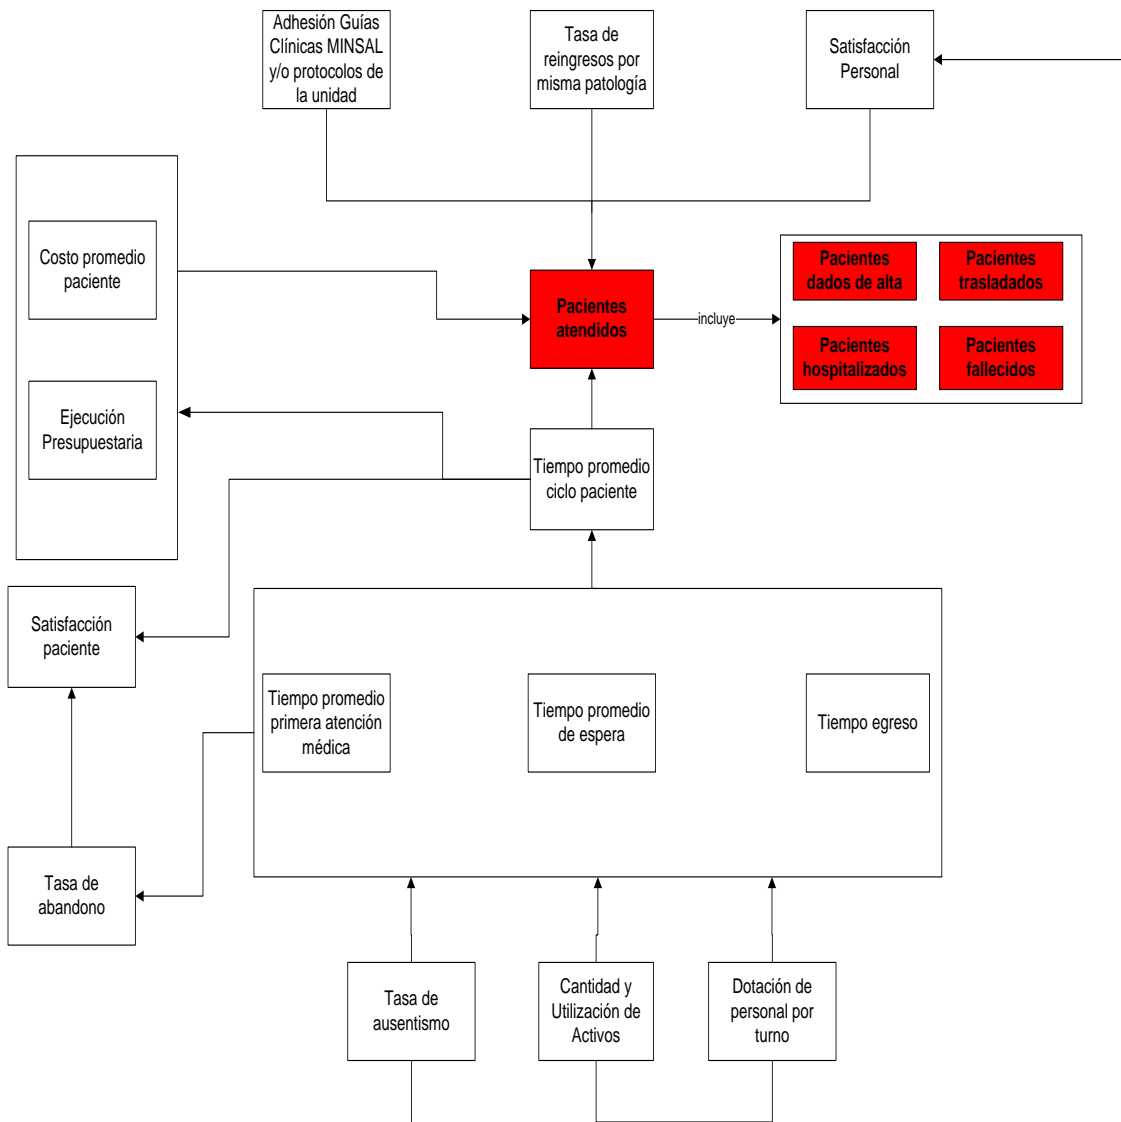 Adhesión Guías
Clínicas MINSAL
y/o protocolos de
la unidad
Tasa de
reingresos por
misma patología
Satisfacción
Personal
Costo promedio
paciente
Pacientes
atendidos
incluye
Pacientes
dados de alta
Pacientes
trasladados
Pacientes
hospitalizados
Pacientes
fallecidos
Ejecución
Presupuestaria
Tiempo promedio
ciclo paciente
Satisfacción
paciente
Tiempo promedio
primera atención
médica
Tiempo promedio
de espera
Tiempo egreso
Tasa de
abandono
Tasa de
ausentismo
Cantidad y
Utilización de
Activos
Dotación de
personal por
turno